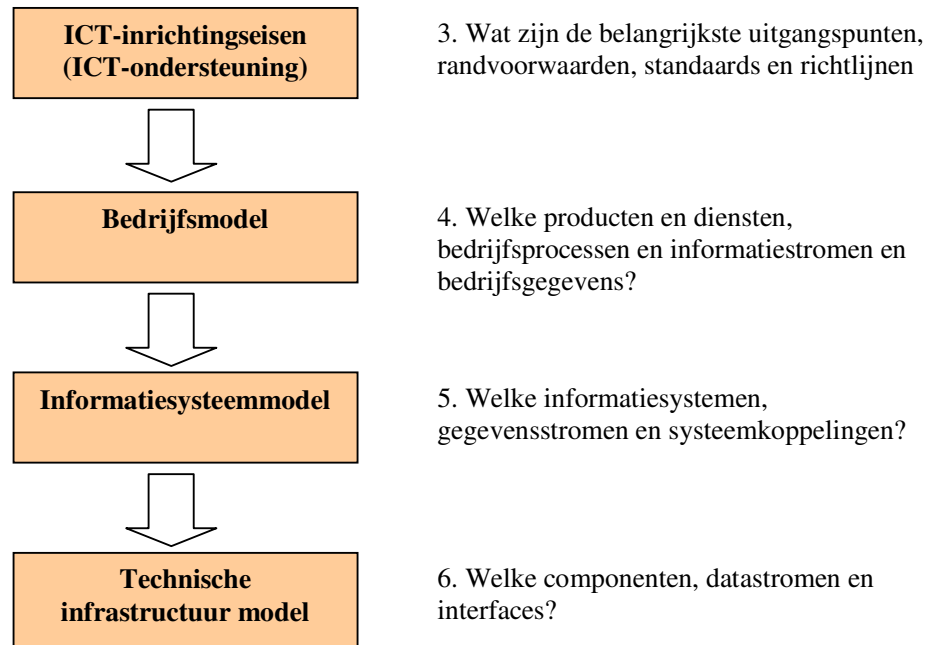 ICT-inrichtingseisen
(ICT-ondersteuning)
3. Wat zijn de belangrijkste uitgangspunten,
randvoorwaarden, standaards en richtlijnen
Bedrijfsmodel
4. Welke producten en diensten,
bedrijfsprocessen en informatiestromen en
bedrijfsgegevens?
Informatiesysteemmodel
5. Welke informatiesystemen,
gegevensstromen en systeemkoppelingen?
Technische
infrastructuur model
6. Welke componenten, datastromen en
interfaces?